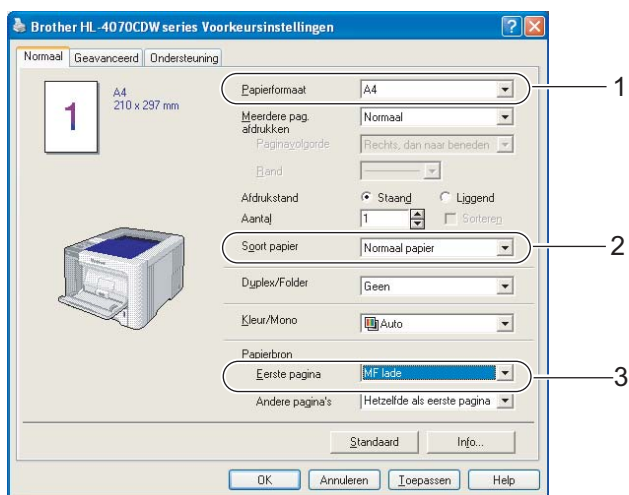 Brother HL-4070CDW series Voorkeursinstellingen
Normaal Geavanceerd Ondersteuning
1
A4
210 x 297 mm
Papierformaat A4 1
Meerdere pag. afdrukken Normaal
Paginavolgorde Rechts, dan naar beneden
Rand
Afdrukstand Staand Liggend
Aantal 1 Sorteren
Soort papier Normaal papier 2
Duplex/Folder Geen
Kleur/Mono Auto
Papierbron
Eerste pagina MF lade 3
Andere pagina's Hetzelfde als eerste pagina
Standaard Info...
OK Annuleren Toepassen Help